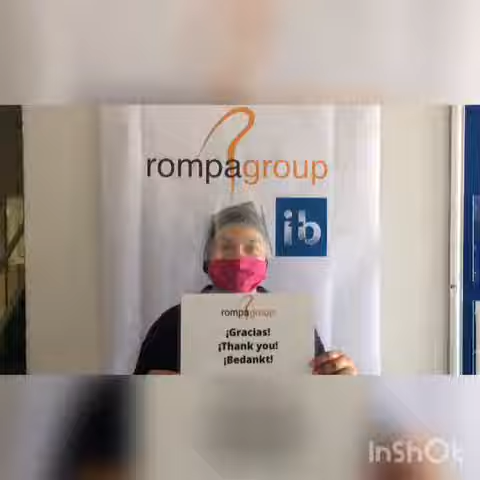 rompagroup
ib
rompagroup
¡Gracias!
¡Thank you!
¡Bedankt!
InShOt